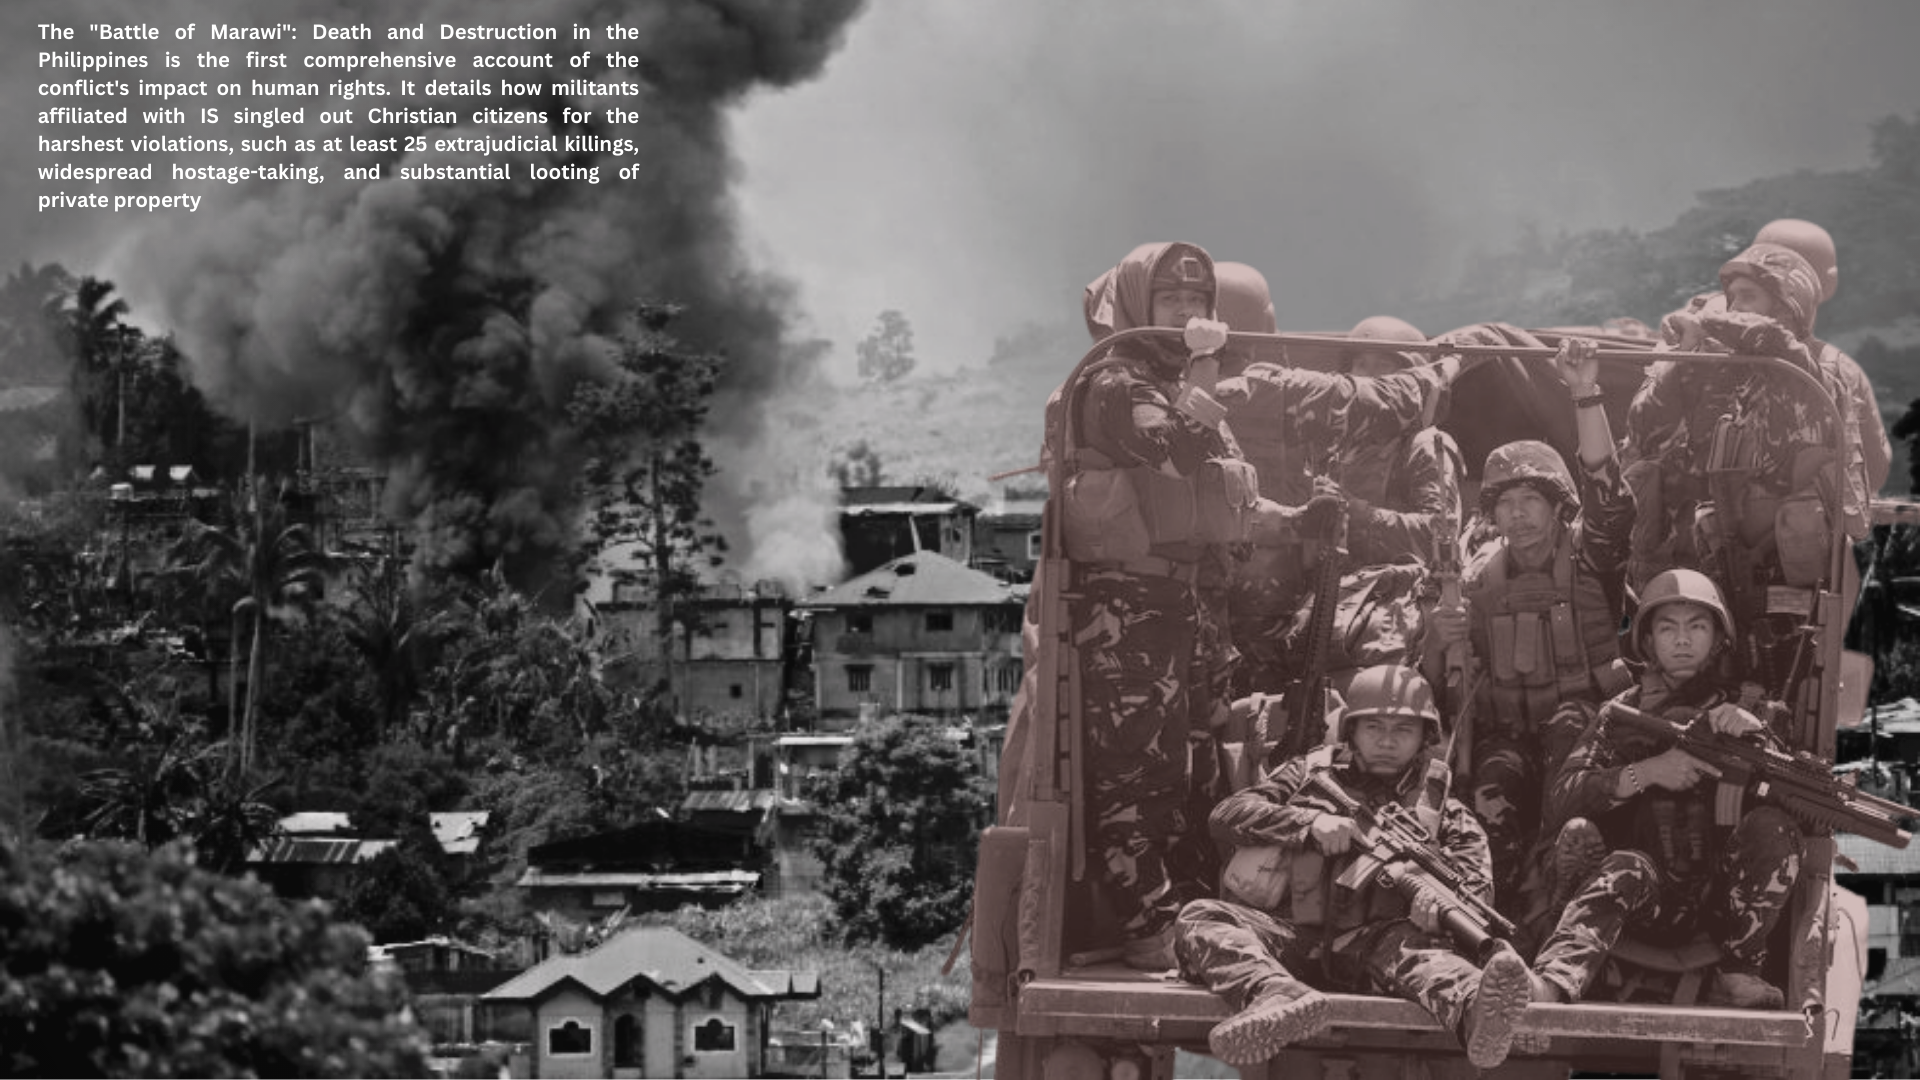 The "Battle of Marawi": Death and Destruction in the
Philippines is the first comprehensive account of the
conflict's impact on human rights. It details how militants
affiliated with IS singled out Christian citizens for the
harshest violations, such as at least 25 extrajudicial killings,
widespread hostage-taking, and substantial looting of
private property